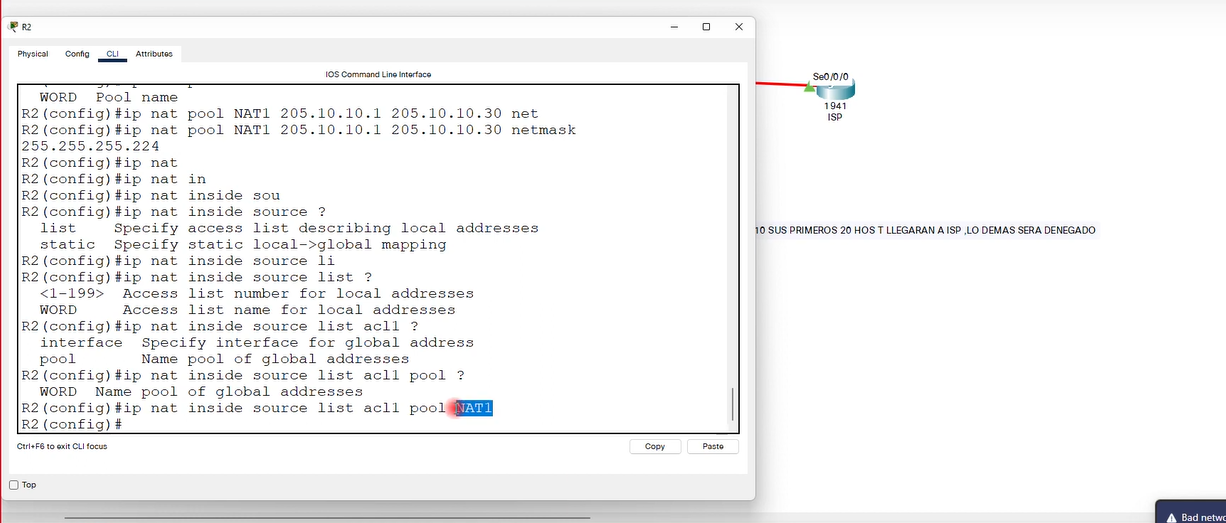 R2
Physical Config CLI Attributes
IOS Command Line Interface
WORD Pool name
R2(config)#ip nat pool NAT1 205.10.10.1 205.10.10.30 net
R2(config)#ip nat pool NAT1 205.10.10.1 205.10.10.30 netmask
255.255.255.224
R2(config)#ip nat
R2(config)#ip nat in
R2(config)#ip nat inside sou
R2(config)#ip nat inside source ?
list Specify access list describing local addresses
static Specify static local->global mapping
R2(config)#ip nat inside source li
R2(config)#ip nat inside source list ?
<1-199> Access list number for local addresses
WORD Access list name for local addresses
R2(config)#ip nat inside source list acl1 ?
interface Specify interface for global address
pool Name pool of global addresses
R2(config)#ip nat inside source list acl1 pool ?
WORD Name pool of global addresses
R2(config)#ip nat inside source list acl1 pool NAT1
R2(config)#
Ctrl+F6 to exit CLI focus
Copy
Paste
Top
Se0/0/0
1941
ISP
10 SUS PRIMEROS 20 HOS T LLEGARAN A ISP ,LO DEMAS SERA DENEGADO
Bad netwo